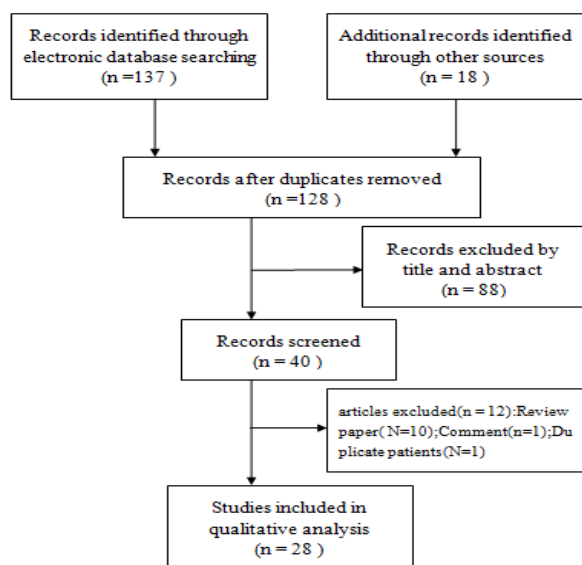 Records identified through
electronic database searching
(n =137 )
Additional records identified
through other sources
(n = 18 )
Records after duplicates removed
(n =128 )
Records excluded by
title and abstract
(n = 88)
Records screened
(n = 40 )
articles excluded(n = 12):Review
paper( N=10);Comment(n=1);Du
plicate patients(N=1)
Studies included in
qualitative analysis
(n = 28 )